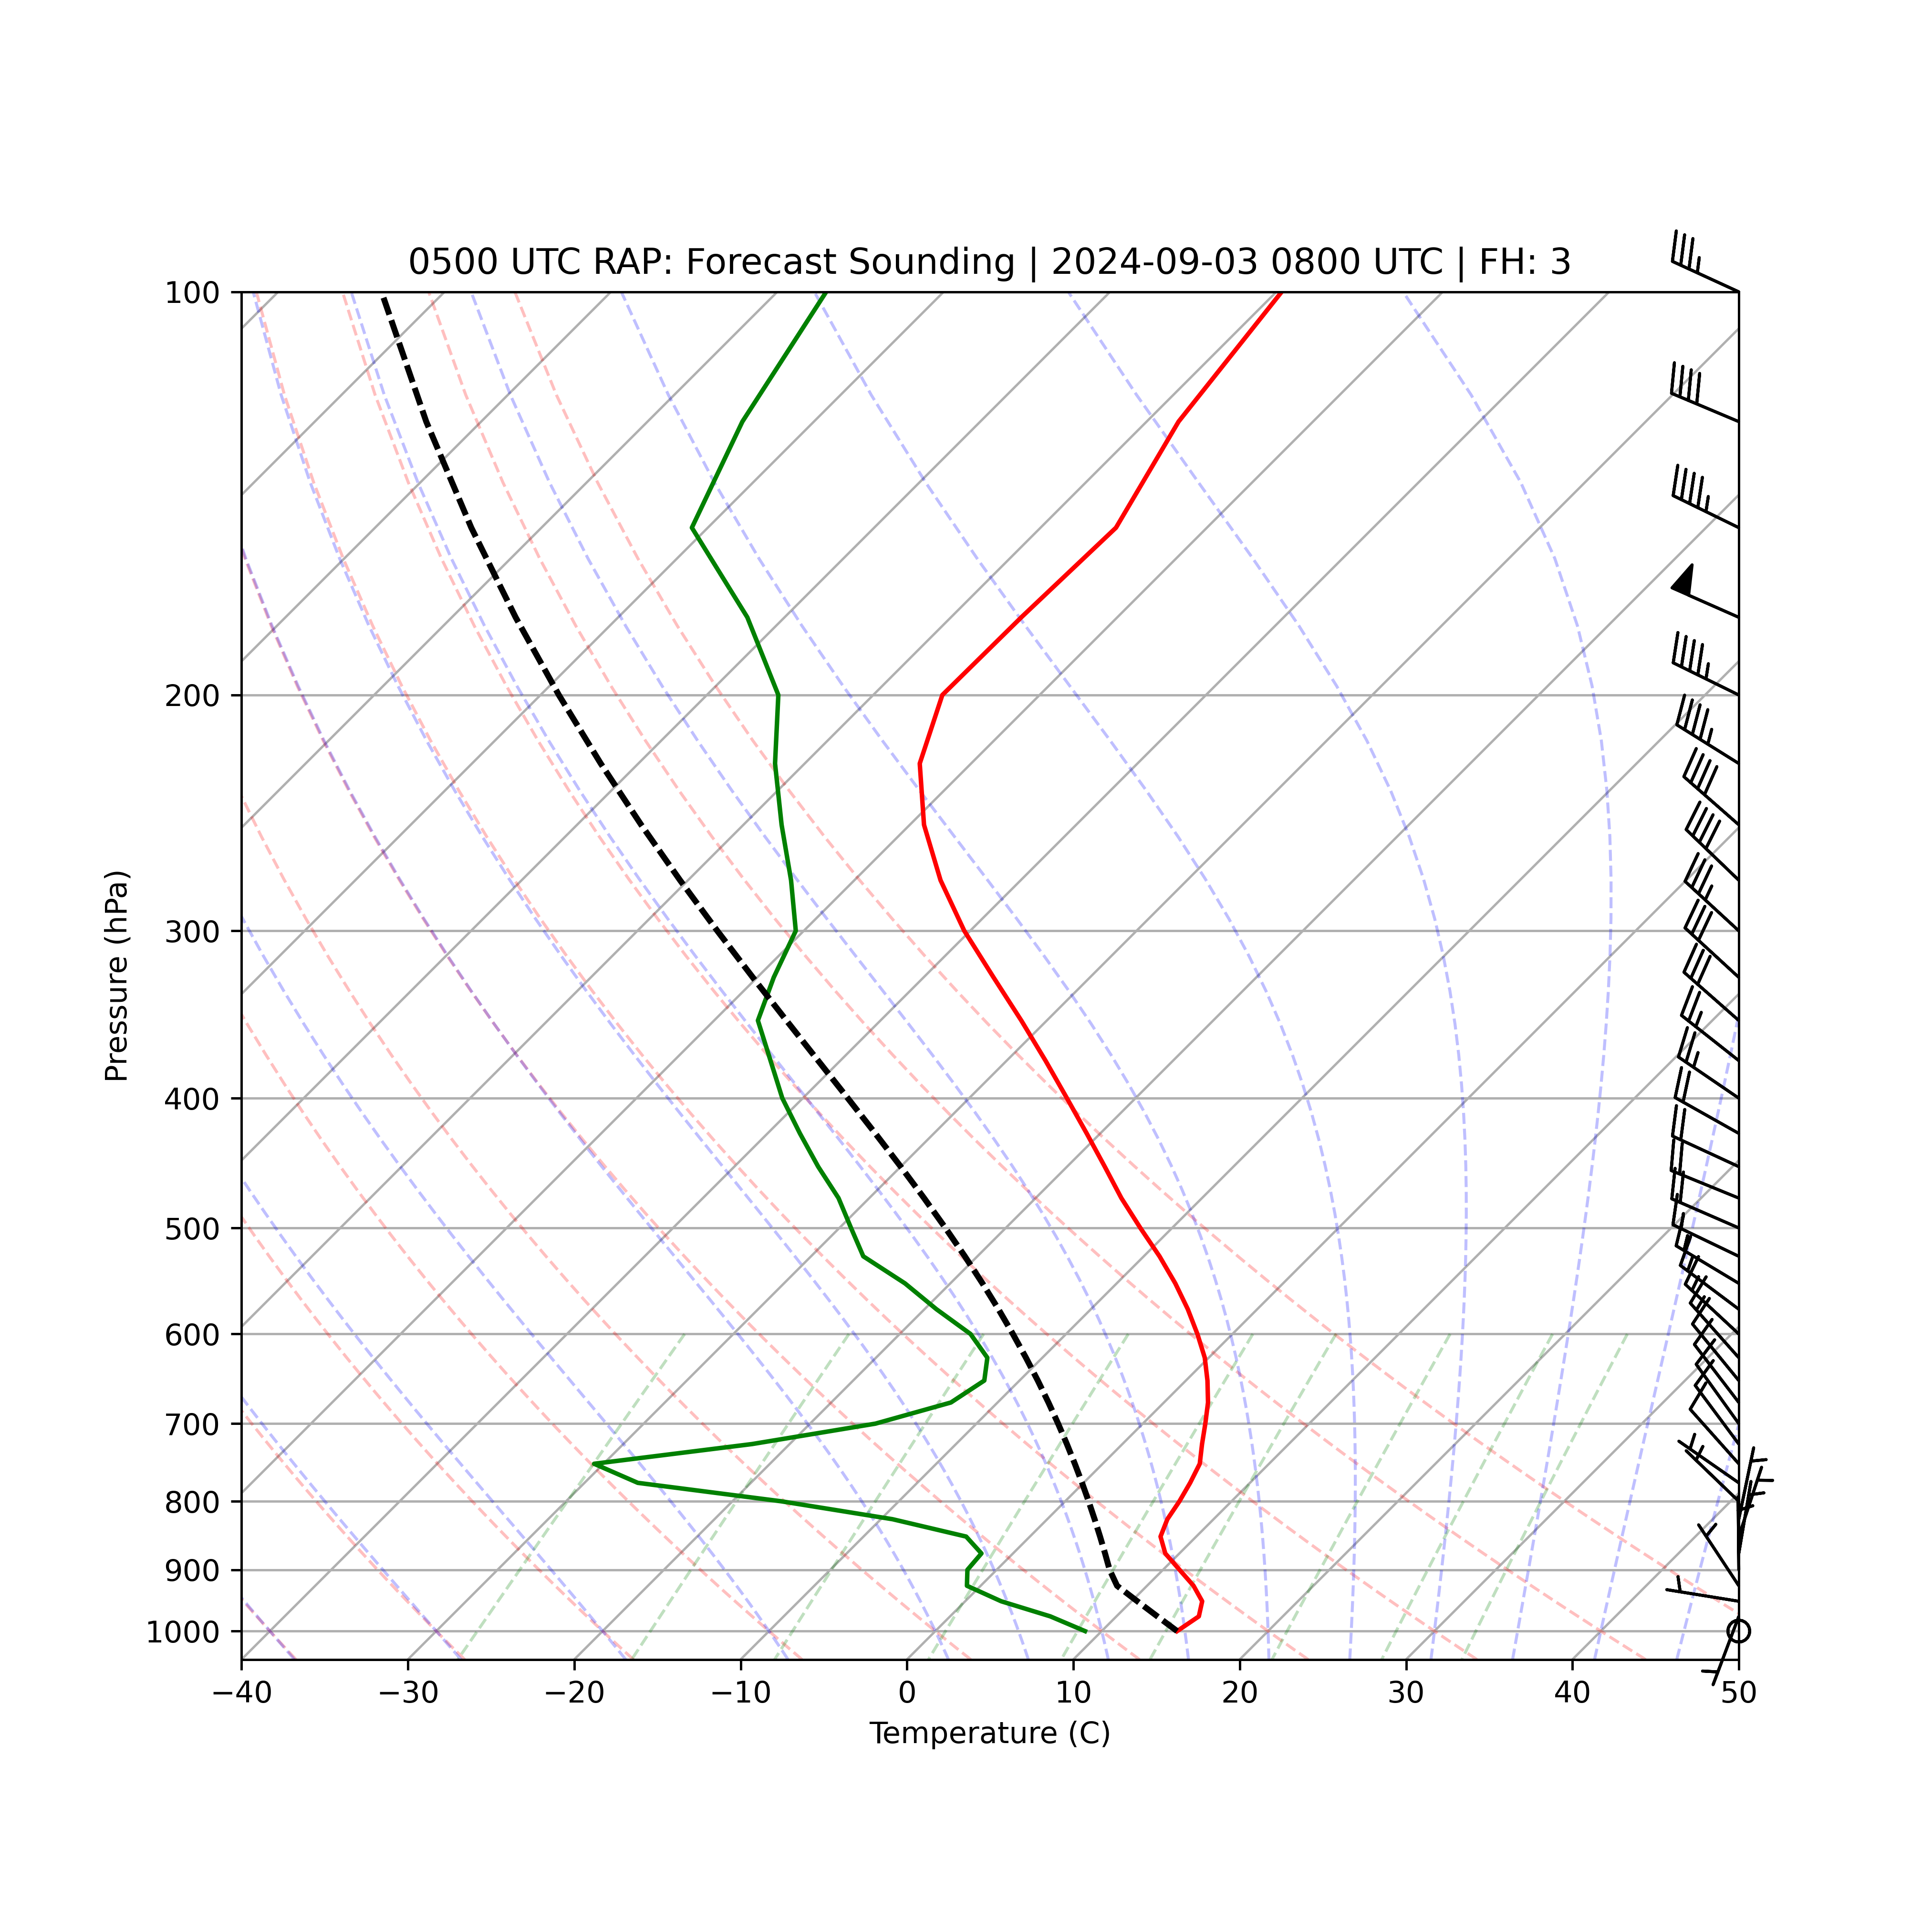 0500 UTC RAP: Forecast Sounding | 2024-09-03 0800 UTC | FH: 3
100
200
300
400
500
600
700
800
900
1000
Pressure (hPa)
−40 −30 −20 −10 0 10 20 30 40 50
Temperature (C)